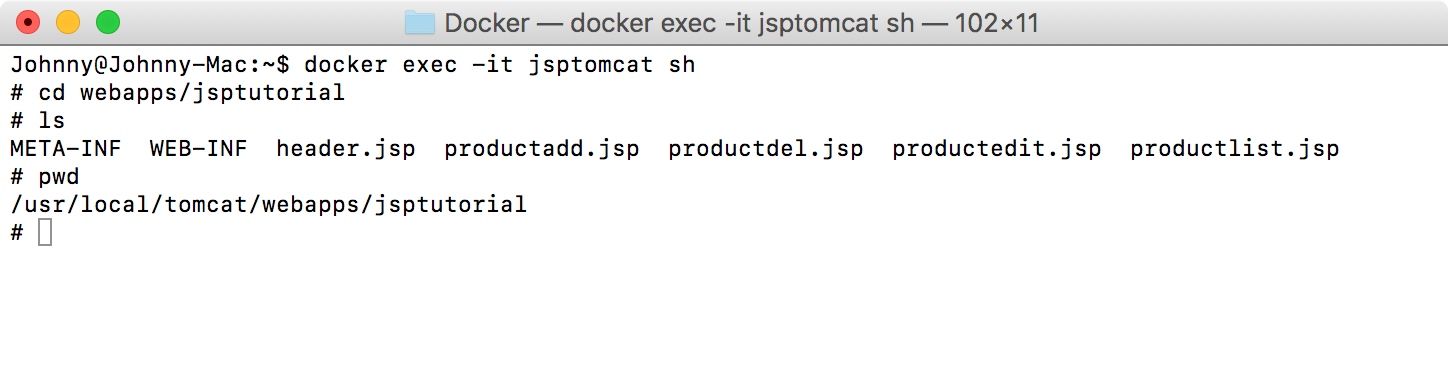 Docker — docker exec -it jsptomcat sh — 102×11
Johnny@Johnny-Mac:~$ docker exec -it jsptomcat sh
# cd webapps/jsptutorial
# ls
META-INF  WEB-INF  header.jsp  productadd.jsp  productdel.jsp  productedit.jsp  productlist.jsp
# pwd
/usr/local/tomcat/webapps/jsptutorial
#